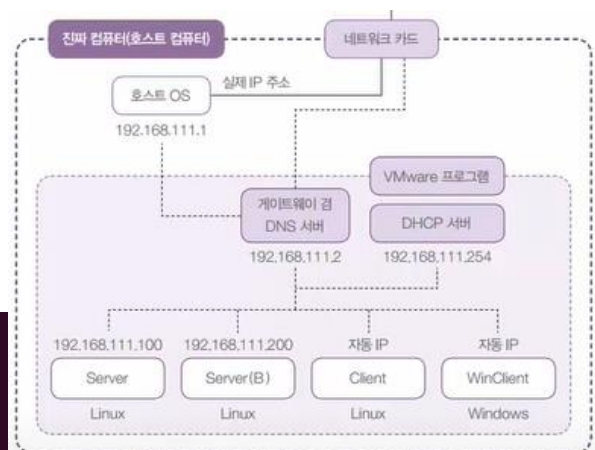 진짜 컴퓨터(호스트 컴퓨터)
네트워크 카드
호스트 OS
실제 IP 주소
192.168.111.1
VMware 프로그램
게이트웨이 겸
DNS 서버
DHCP 서버
192.168.111.2
192.168.111.254
192.168.111.100
192.168.111.200
자동 IP
자동 IP
Server
Server(B)
Client
WinClient
Linux
Linux
Linux
Windows